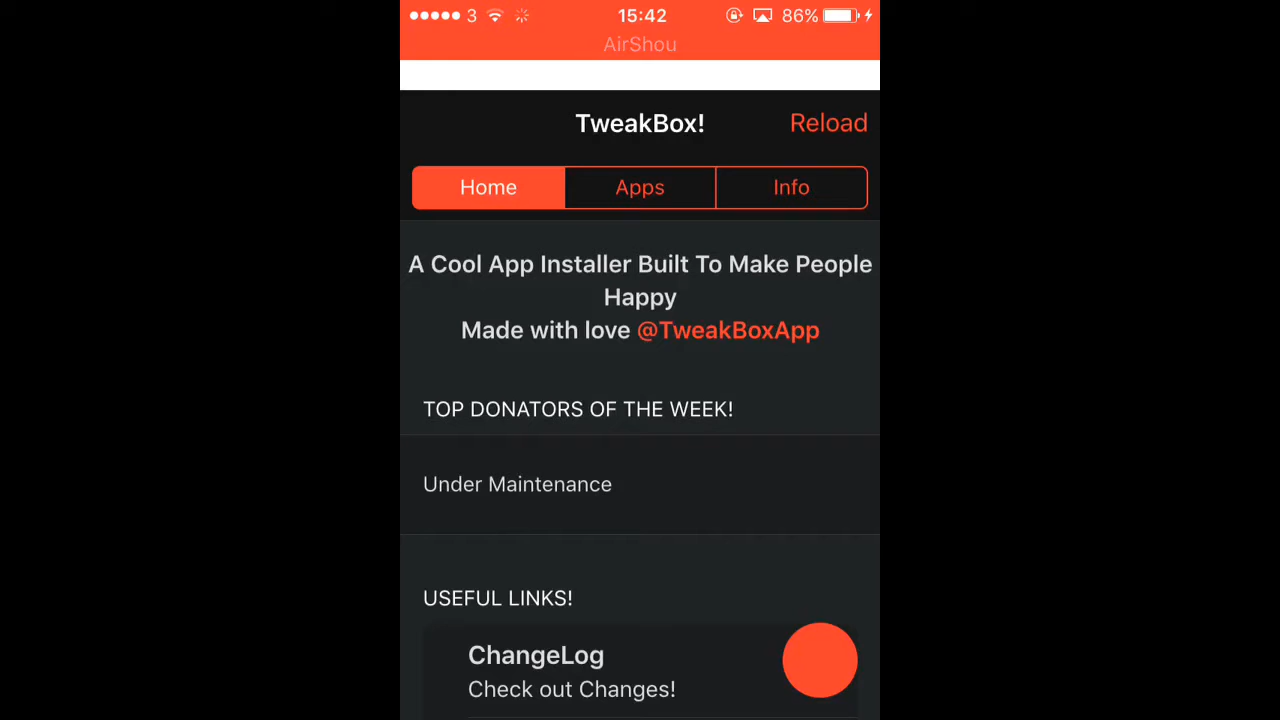 3 15:42 86%
AirShou
TweakBox! Reload
Home Apps Info
A Cool App Installer Built To Make People
Happy
Made with love @TweakBoxApp
TOP DONATORS OF THE WEEK!
Under Maintenance
USEFUL LINKS!
ChangeLog
Check out Changes!